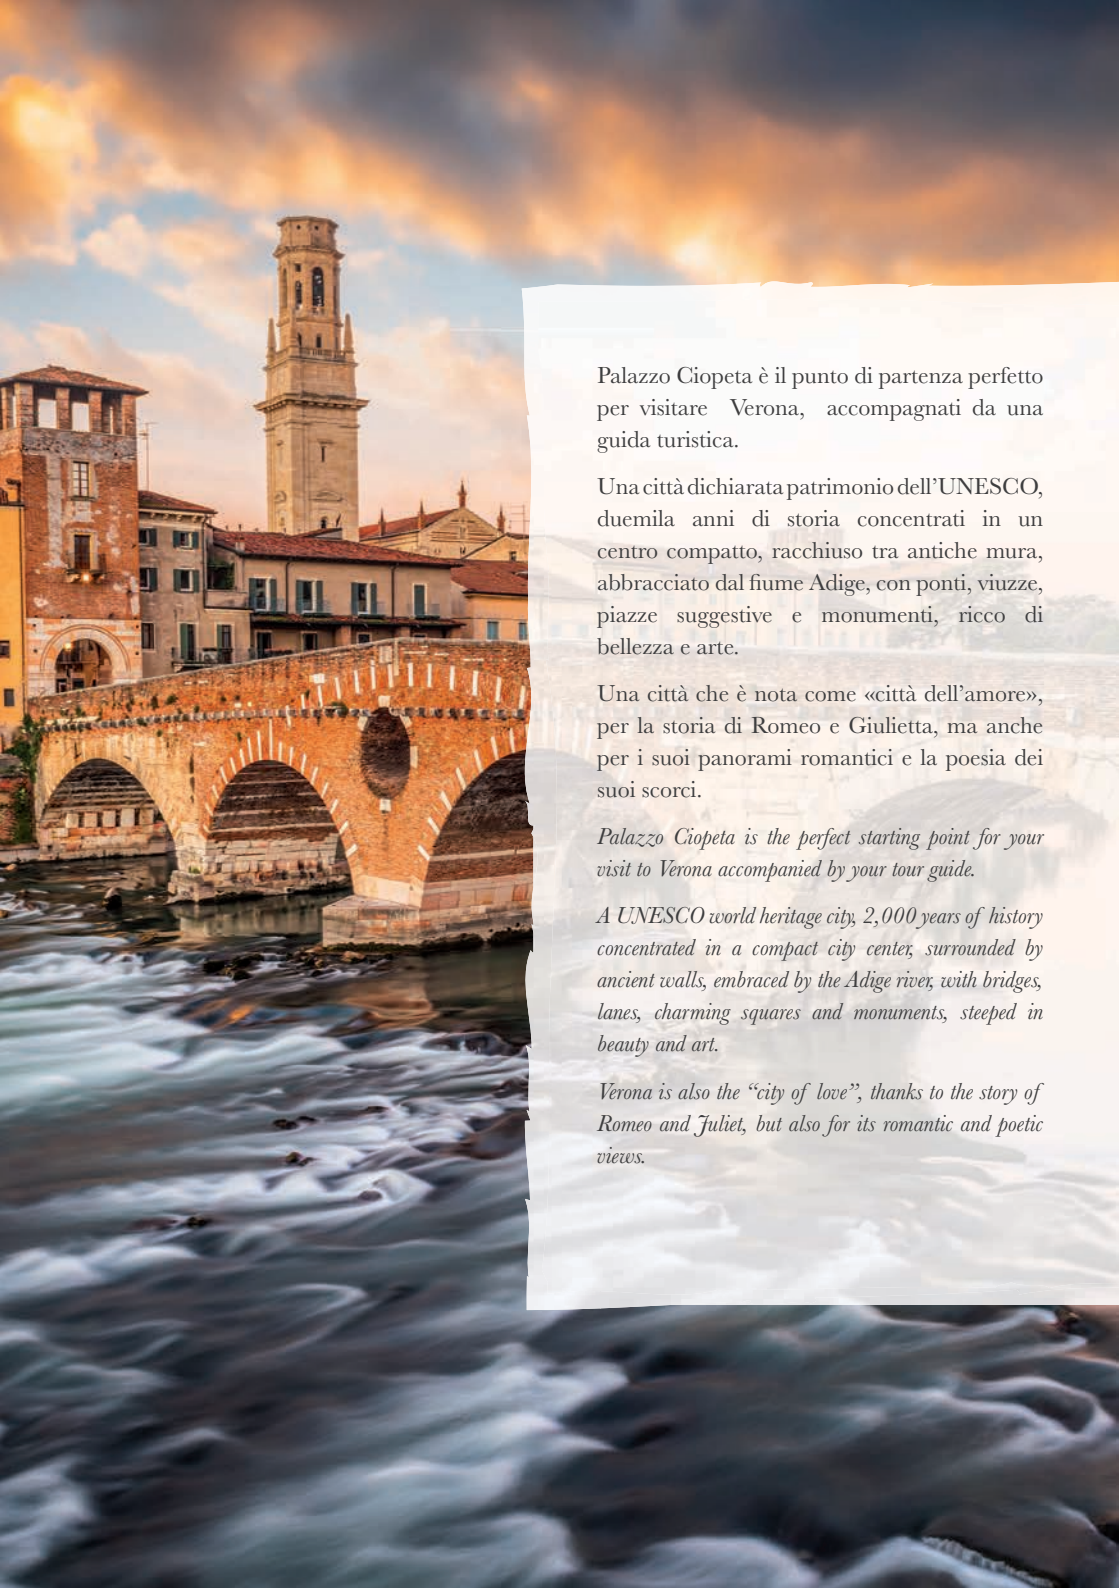 Palazzo Ciopeta è il punto di partenza perfetto
per visitare Verona, accompagnati da una
guida turistica.
Una città dichiarata patrimonio dell’UNESCO,
duemila anni di storia concentrati in un
centro compatto, racchiuso tra antiche mura,
abbracciato dal fiume Adige, con ponti, viuzze,
piazze suggestive e monumenti, ricco di
bellezza e arte.
Una città che è nota come «città dell’amore»,
per la storia di Romeo e Giulietta, ma anche
per i suoi panorami romantici e la poesia dei
suoi scorci.
Palazzo Ciopeta is the perfect starting point for your
visit to Verona accompanied by your tour guide.
A UNESCO world heritage city, 2,000 years of history
concentrated in a compact city center, surrounded by
ancient walls, embraced by the Adige river, with bridges,
lanes, charming squares and monuments, steeped in
beauty and art.
Verona is also the “city of love”, thanks to the story of
Romeo and Juliet, but also for its romantic and poetic
views.